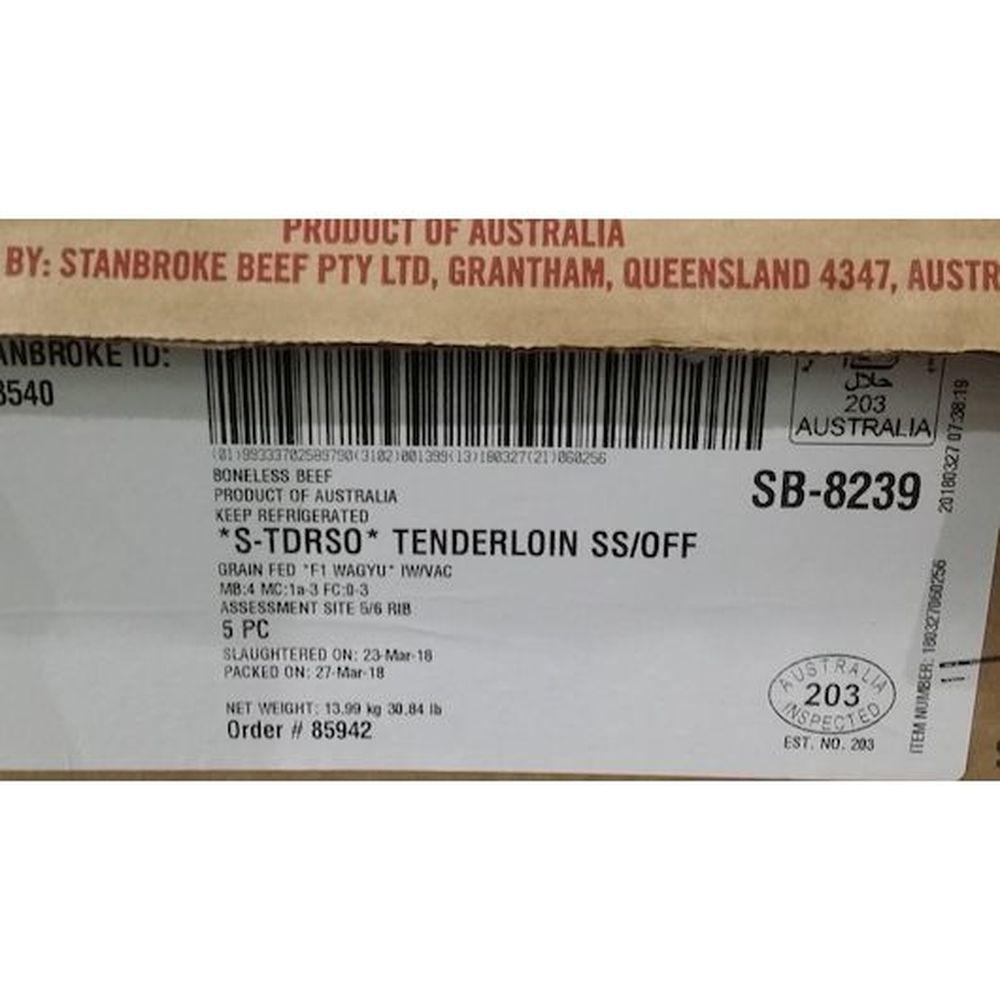 PRODUCT OF AUSTRALIA
BY: STANBROKE BEEF PTY LTD, GRANTHAM, QUEENSLAND 4347, AUSTR
ANBROKE ID:
8540
حلال
203
AUSTRALIA
(01)99333702589790(3102)001399(13)180327(21)060256
BONELESS BEEF
PRODUCT OF AUSTRALIA
KEEP REFRIGERATED
SB-8239
*S-TDRSO* TENDERLOIN SS/OFF
GRAIN FED "F1 WAGYU" IW/VAC
MB:4 MC:1a-3 FC:0-3
ASSESSMENT SITE 5/6 RIB
5 PC
SLAUGHTERED ON: 23-Mar-18
PACKED ON: 27-Mar-18
NET WEIGHT: 13.99 kg 30.84 lb
Order # 85942
AUSTRALIA
203
INSPECTED
EST. NO. 203
20180327 07:38:19
ITEM NUMBER: 180327060256